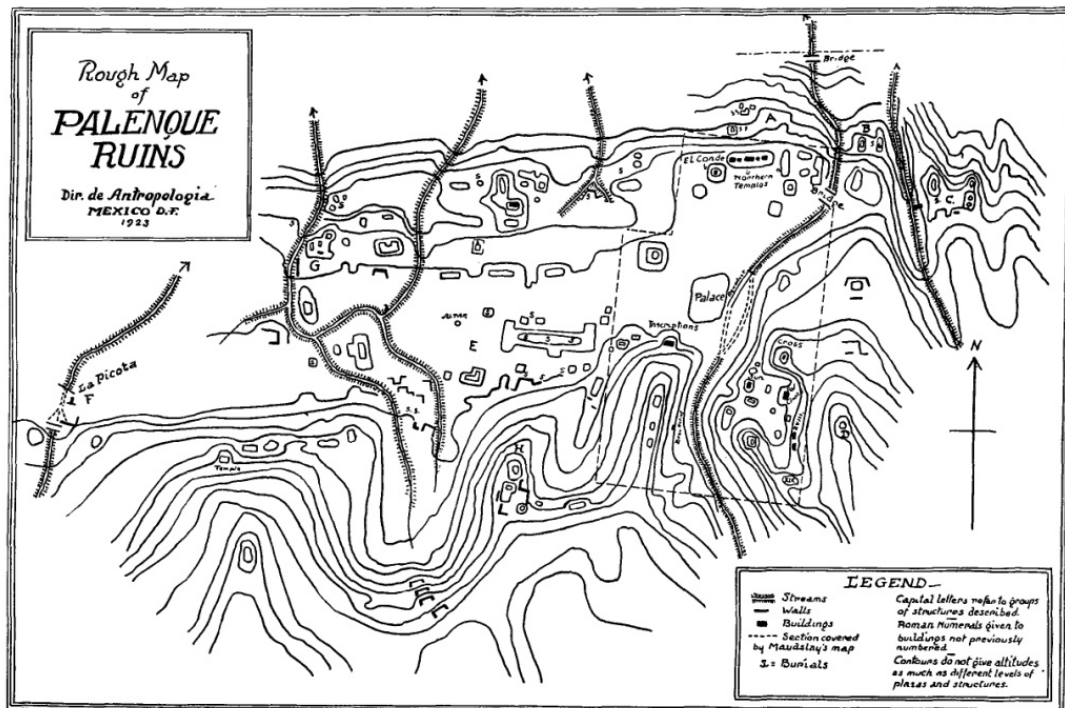 Rough Map
of
PALENQUE
RUINS
Dir. de Antropologia
MEXICO D.F.
1923
Bridge
A
B
El Conde
Northern
Temples
C
G
Palace
Inscriptions
E
Cross
N
La Picota
F
H
D
Temple
LEGEND—
Streams
Walls
Buildings
Section covered
by Maudslay's map
S = Burials
Capital letters refer to groups
of structures described.
Roman Numerals given to
buildings not previously
numbered
Contours do not give altitudes
as much as different levels of
plazas and structures.